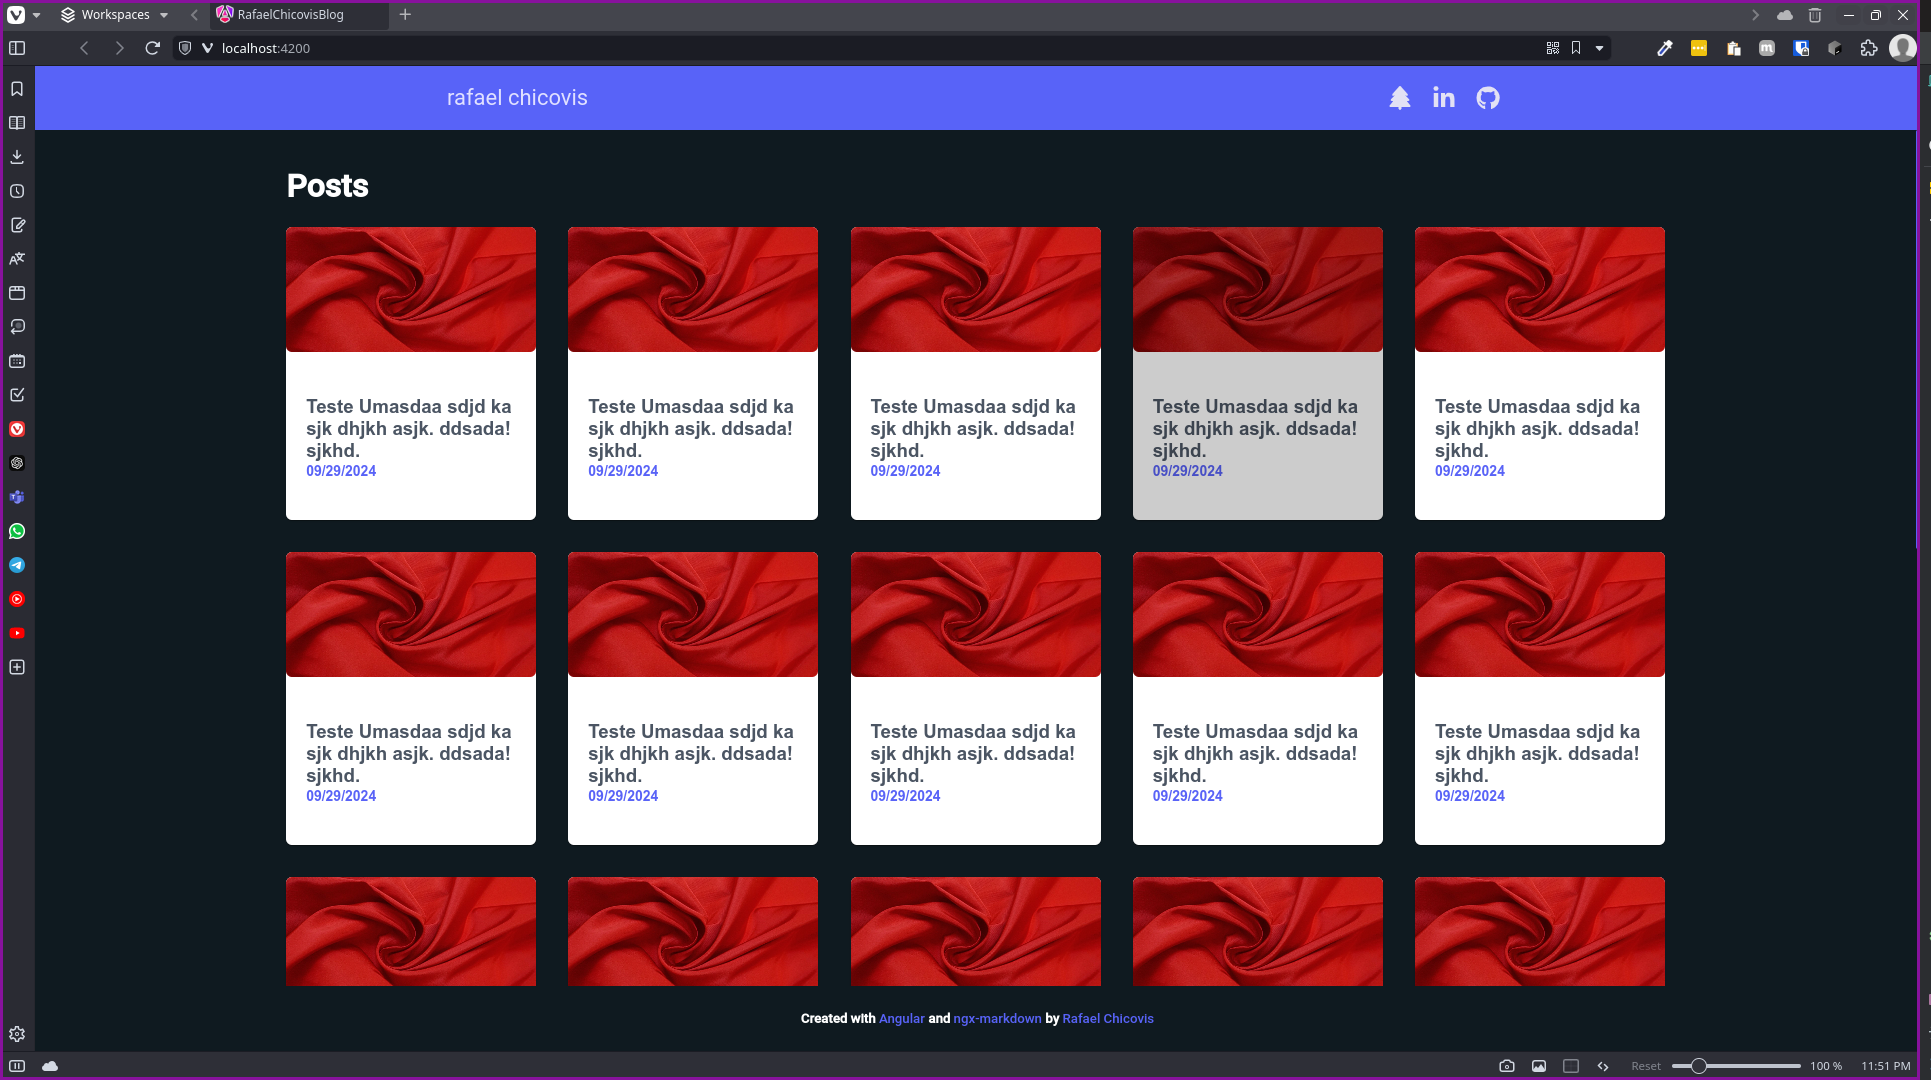 Workspaces
RafaelChicovisBlog
localhost:4200
rafael chicovis
in
Posts
Teste Umasdaa sdjd ka
sjk dhjkh asjk. ddsada!
sjkhd.
09/29/2024
Teste Umasdaa sdjd ka
sjk dhjkh asjk. ddsada!
sjkhd.
09/29/2024
Teste Umasdaa sdjd ka
sjk dhjkh asjk. ddsada!
sjkhd.
09/29/2024
Teste Umasdaa sdjd ka
sjk dhjkh asjk. ddsada!
sjkhd.
09/29/2024
Teste Umasdaa sdjd ka
sjk dhjkh asjk. ddsada!
sjkhd.
09/29/2024
Teste Umasdaa sdjd ka
sjk dhjkh asjk. ddsada!
sjkhd.
09/29/2024
Teste Umasdaa sdjd ka
sjk dhjkh asjk. ddsada!
sjkhd.
09/29/2024
Teste Umasdaa sdjd ka
sjk dhjkh asjk. ddsada!
sjkhd.
09/29/2024
Teste Umasdaa sdjd ka
sjk dhjkh asjk. ddsada!
sjkhd.
09/29/2024
Teste Umasdaa sdjd ka
sjk dhjkh asjk. ddsada!
sjkhd.
09/29/2024
Created with Angular and ngx-markdown by Rafael Chicovis
Reset
100 %
11:51 PM